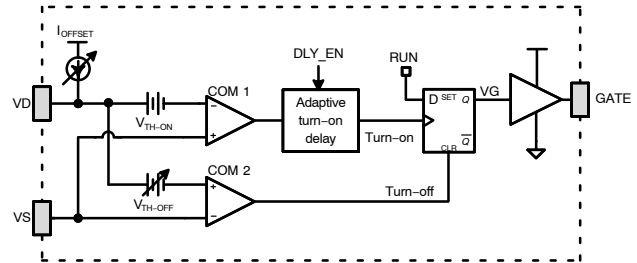 IOFFSET
DLY_EN
RUN
VD
COM 1
VTH-ON
Adaptive
turn-on
delay
Turn-on
D SET Q
Q
CLR
VG
GATE
COM 2
VTH-OFF
Turn-off
VS
- + + -